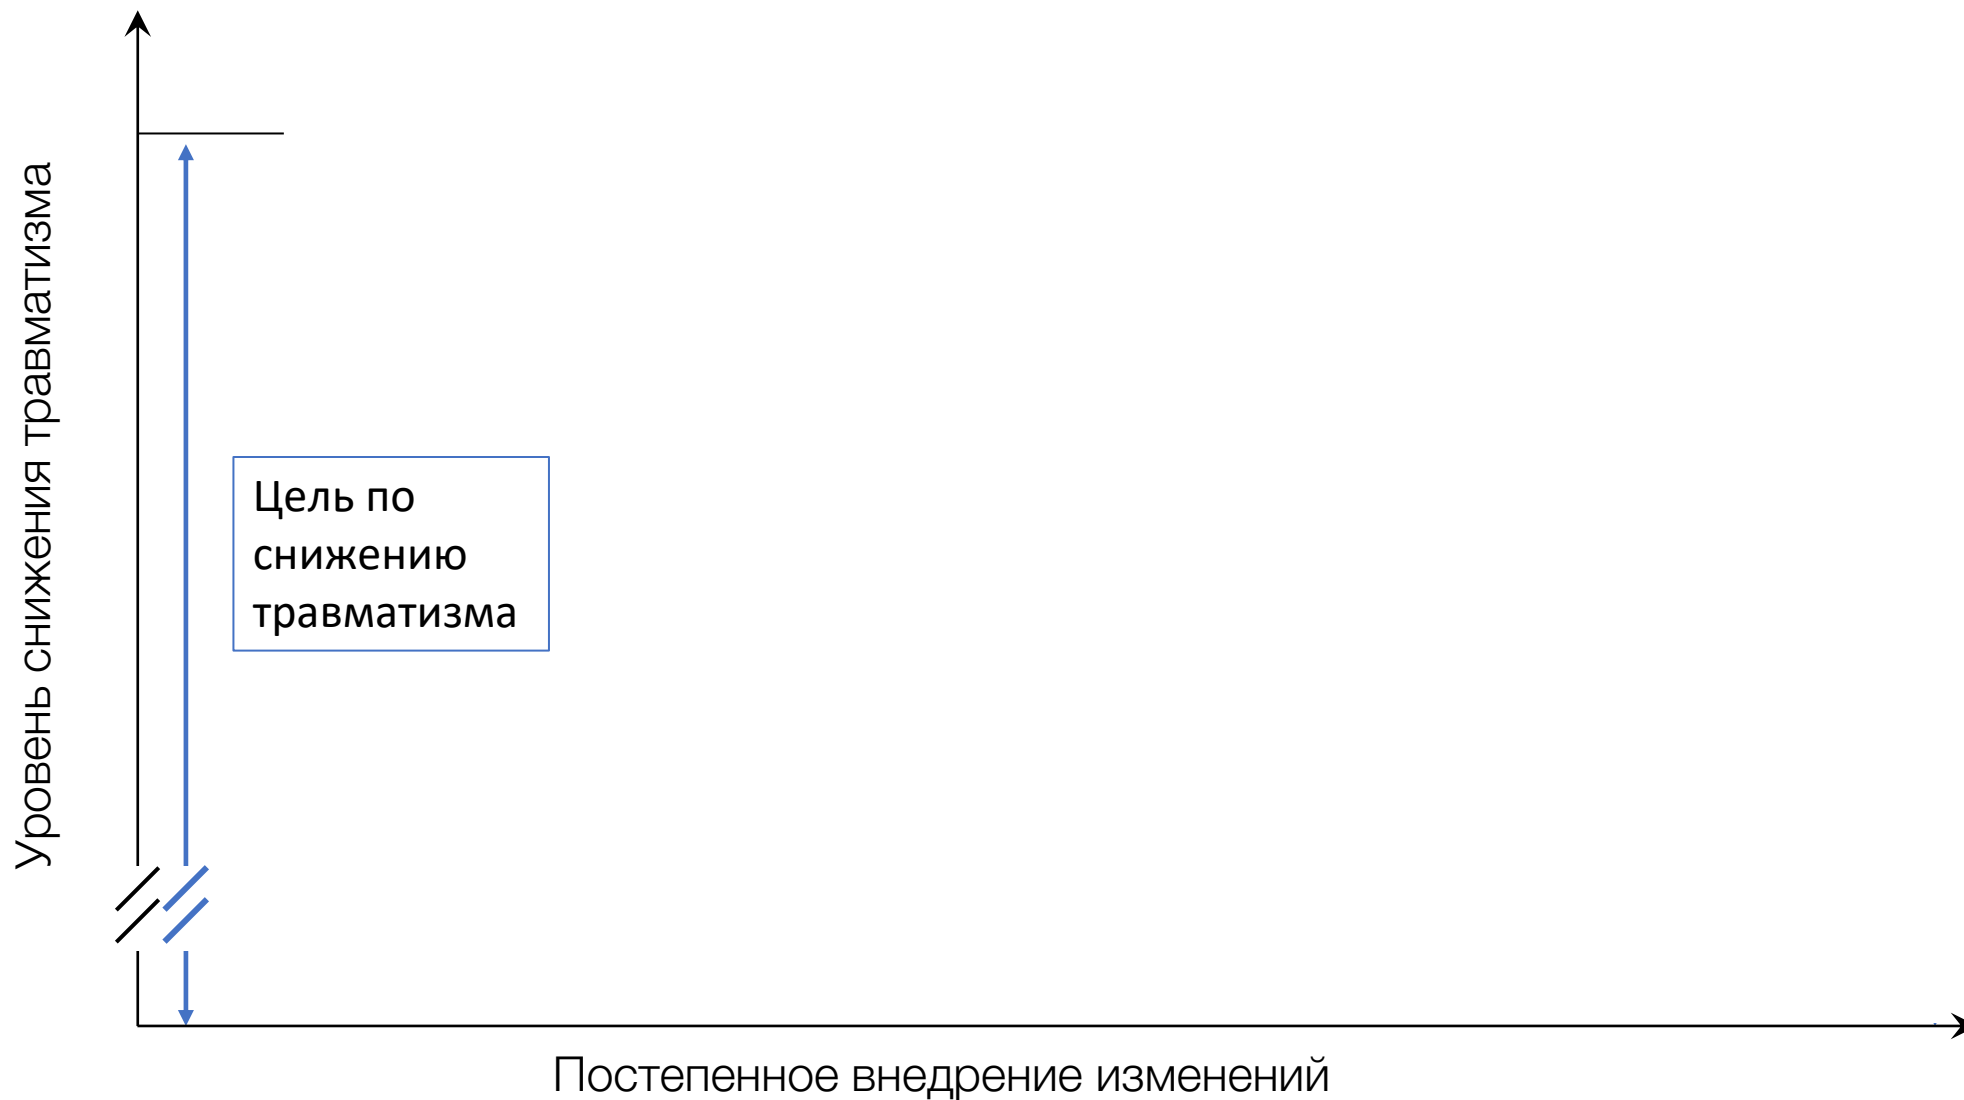 Уровень снижения травматизма
Цель по
снижению
травматизма
Постепенное внедрение изменений